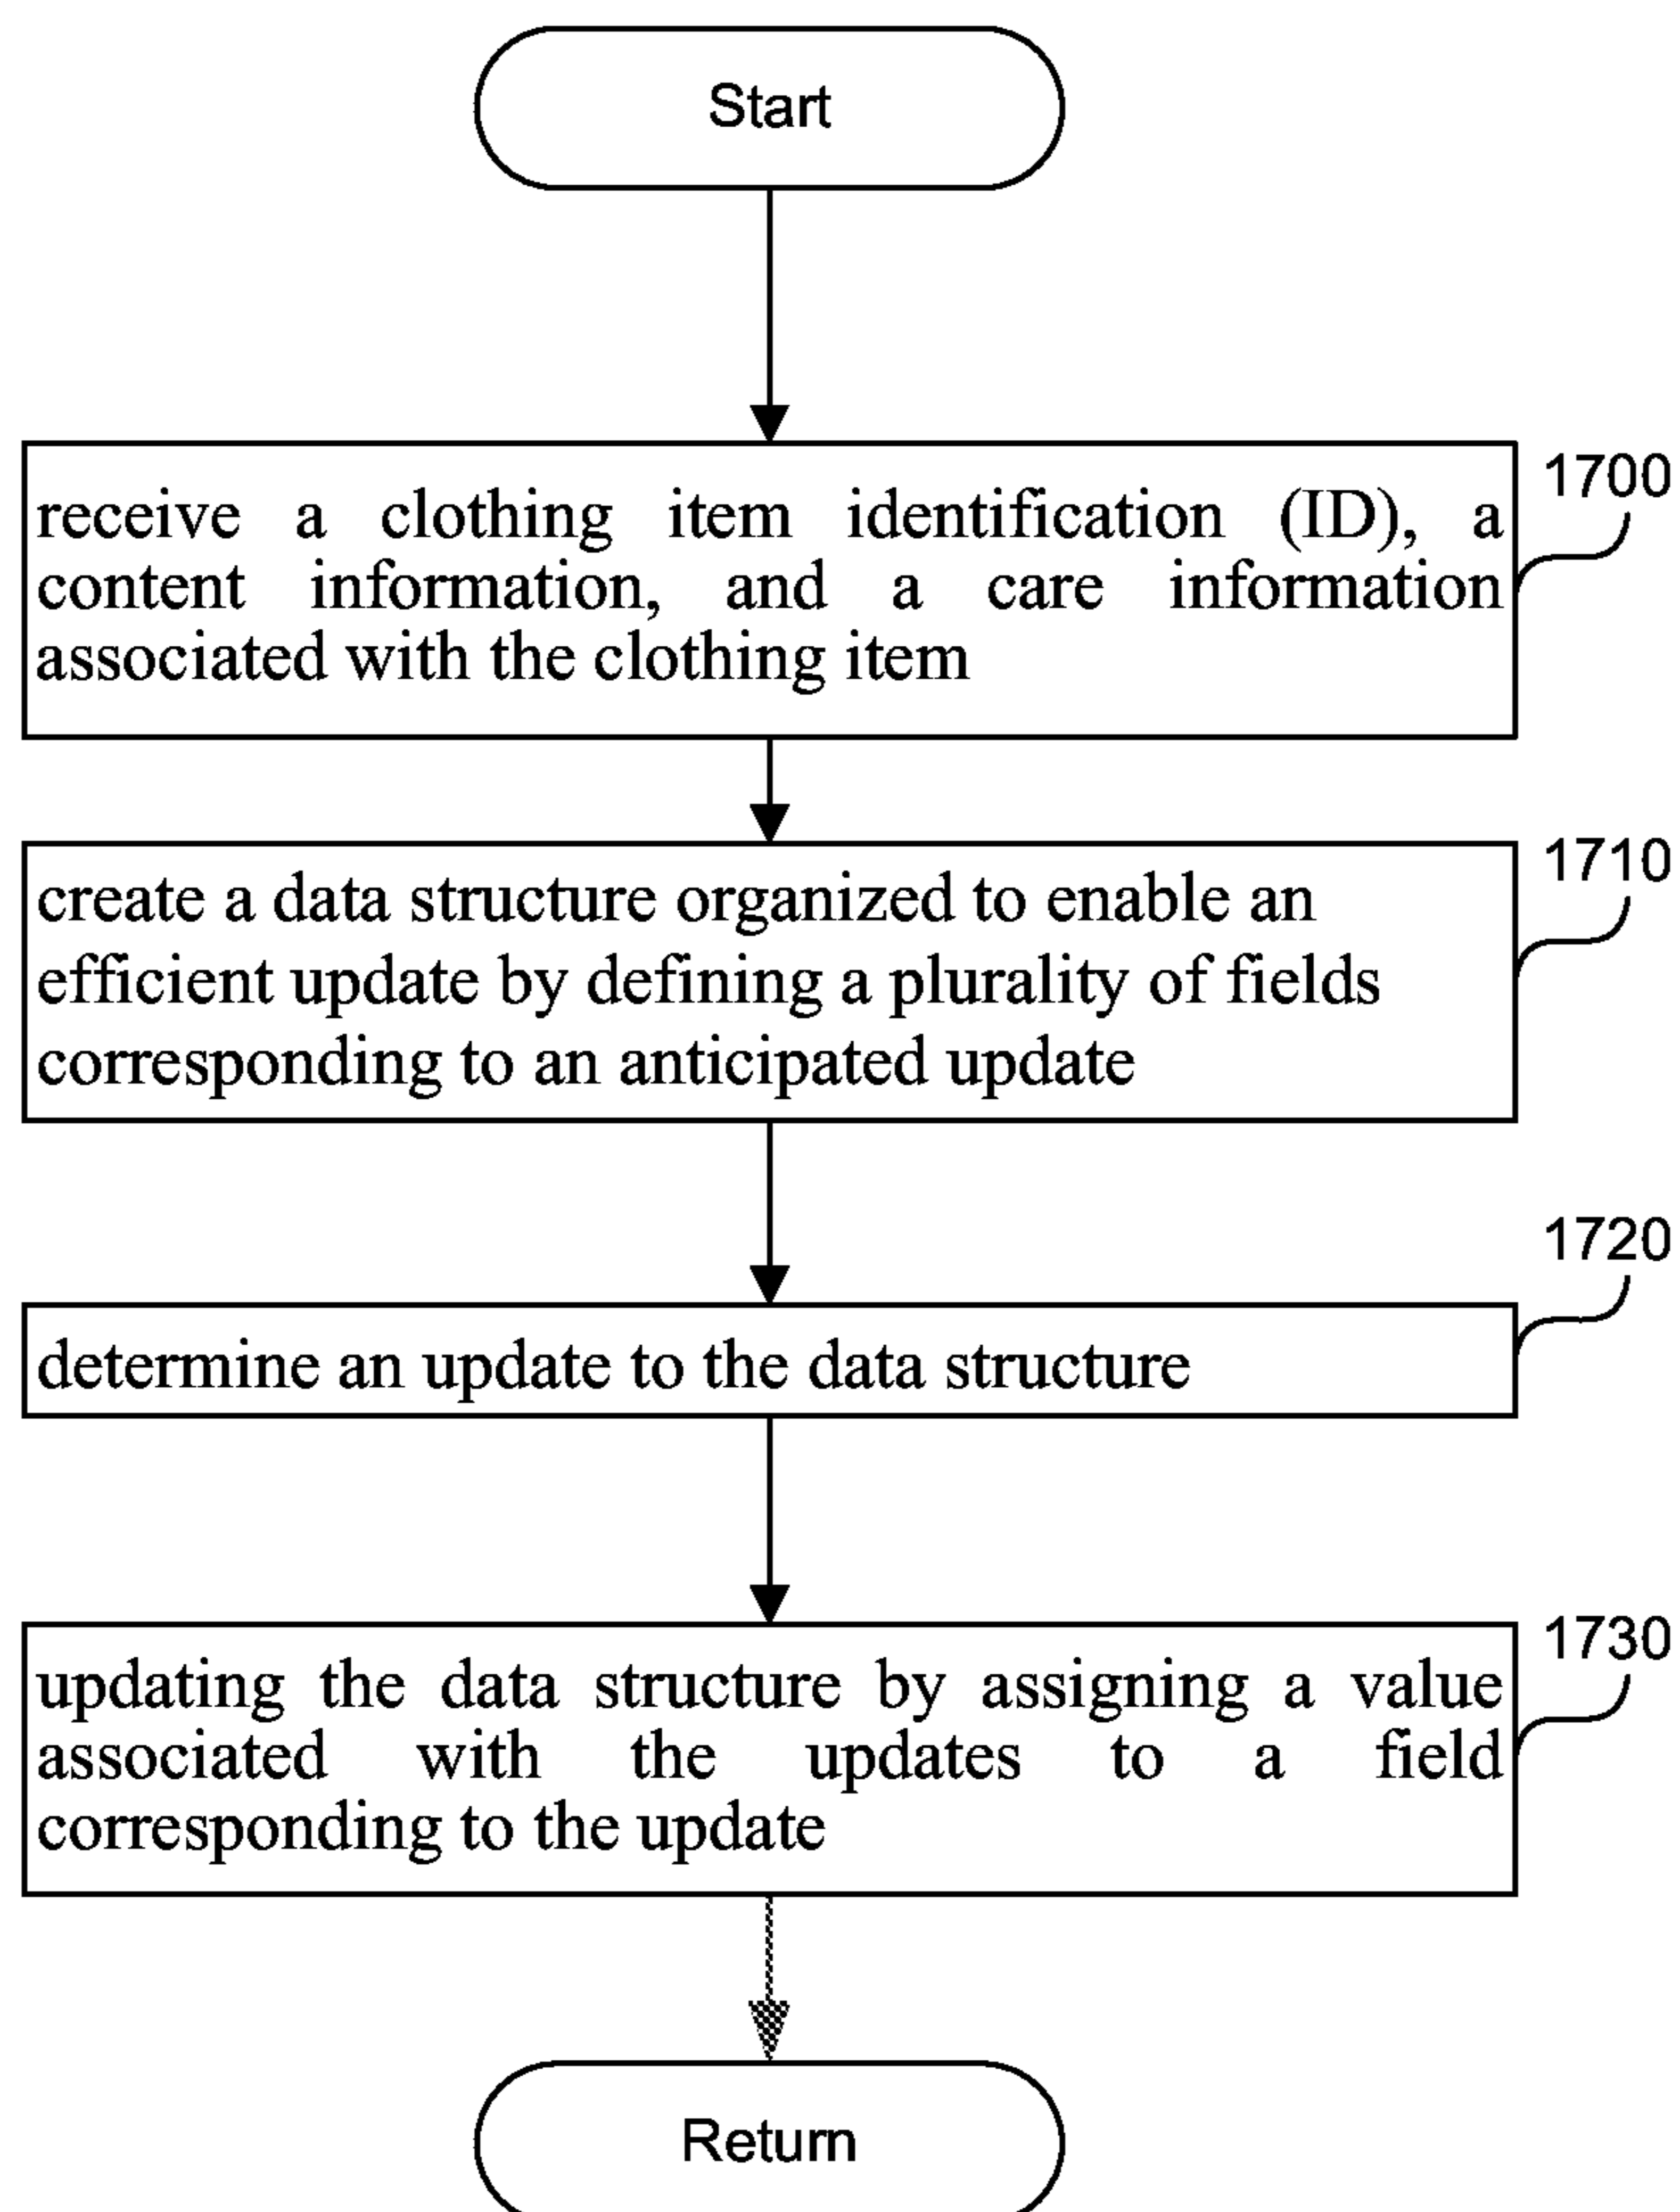 Start
1700
receive a clothing item identification (ID), a
content information, and a care information
associated with the clothing item
1710
create a data structure organized to enable an
efficient update by defining a plurality of fields
corresponding to an anticipated update
1720
determine an update to the data structure
1730
updating the data structure by assigning a value
associated with the updates to a field
corresponding to the update
Return